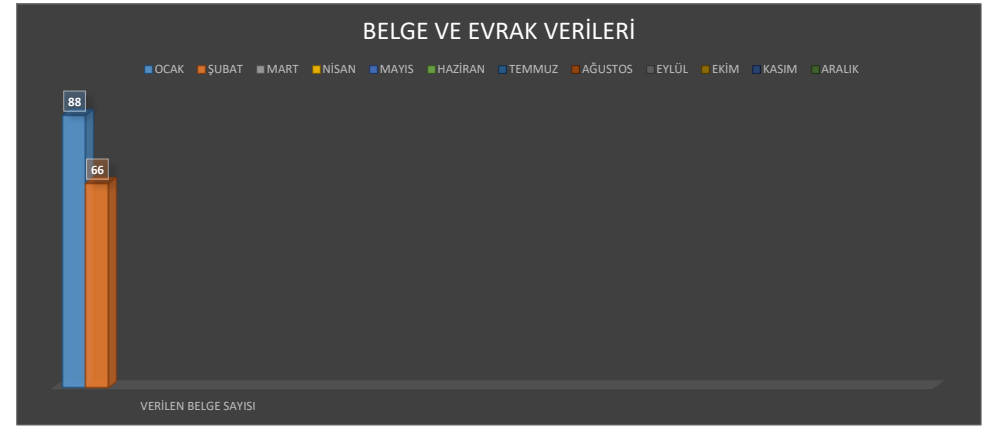 BELGE VE EVRAK VERİLERİ
OCAK ŞUBAT MART NİSAN MAYIS HAZİRAN TEMMUZ AĞUSTOS EYLÜL EKİM KASIM ARALIK
88
66
VERİLEN BELGE SAYISI